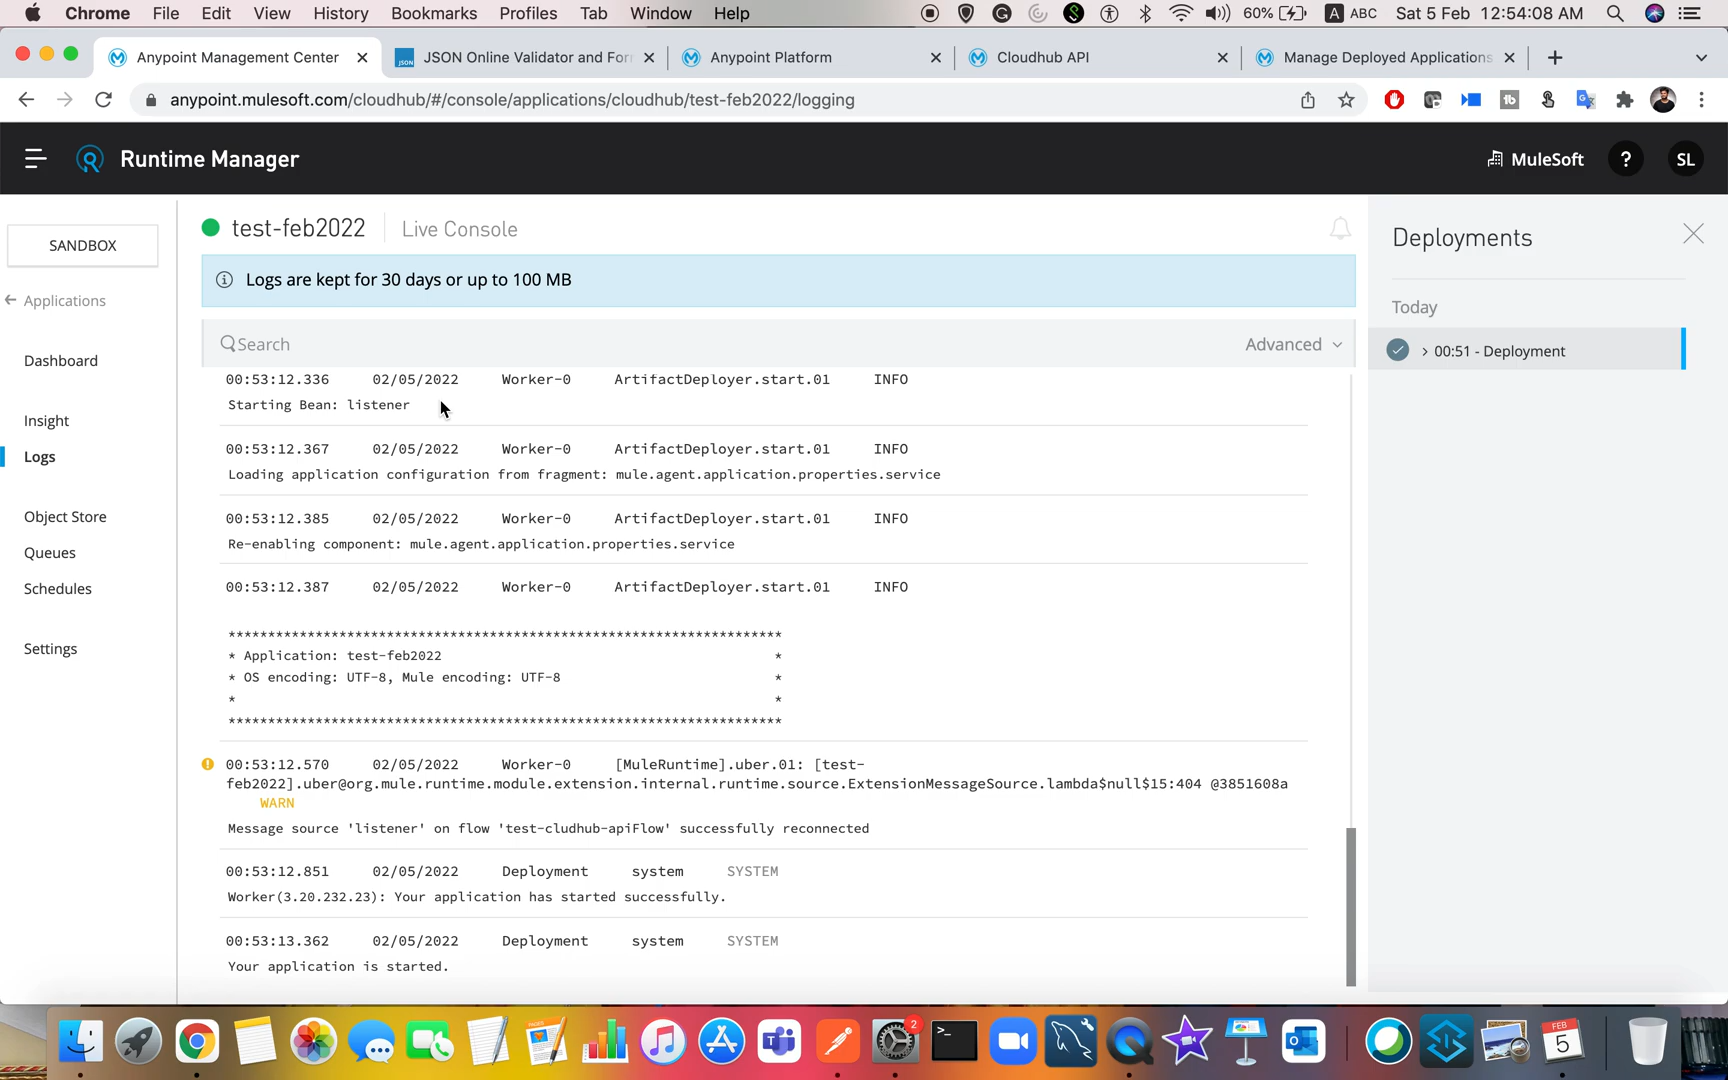 Chrome File Edit View History Bookmarks Profiles Tab Window Help 60% A ABC Sat 5 Feb 12:54:08 AM
Anypoint Management Center JSON Online Validator and For Anypoint Platform Cloudhub API Manage Deployed Applications
anypoint.mulesoft.com/cloudhub/#/console/applications/cloudhub/test-feb2022/logging
Runtime Manager MuleSoft ? SL
SANDBOX
Applications
Dashboard
Insight
Logs
Object Store
Queues
Schedules
Settings
test-feb2022 Live Console
Logs are kept for 30 days or up to 100 MB
Search Advanced
00:53:12.336 02/05/2022 Worker-0 ArtifactDeployer.start.01 INFO
Starting Bean: listener
00:53:12.367 02/05/2022 Worker-0 ArtifactDeployer.start.01 INFO
Loading application configuration from fragment: mule.agent.application.properties.service
00:53:12.385 02/05/2022 Worker-0 ArtifactDeployer.start.01 INFO
Re-enabling component: mule.agent.application.properties.service
00:53:12.387 02/05/2022 Worker-0 ArtifactDeployer.start.01 INFO
**********************************************************************
* Application: test-feb2022 *
* OS encoding: UTF-8, Mule encoding: UTF-8 *
* *
**********************************************************************
00:53:12.570 02/05/2022 Worker-0 [MuleRuntime].uber.01: [test-
feb2022].uber@org.mule.runtime.module.extension.internal.runtime.source.ExtensionMessageSource.lambda$null$15:404 @3851608a
WARN
Message source 'listener' on flow 'test-cludhub-apiFlow' successfully reconnected
00:53:12.851 02/05/2022 Deployment system SYSTEM
Worker(3.20.232.23): Your application has started successfully.
00:53:13.362 02/05/2022 Deployment system SYSTEM
Your application is started.
Deployments
Today
00:51 - Deployment
2
FEB
5